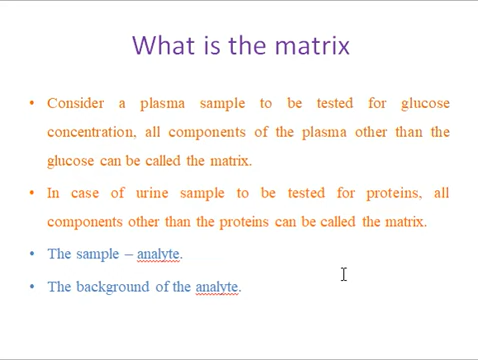 What is the matrix
• Consider a plasma sample to be tested for glucose
concentration, all components of the plasma other than the
glucose can be called the matrix.
• In case of urine sample to be tested for proteins, all
components other than the proteins can be called the matrix.
• The sample – analyte.
• The background of the analyte.